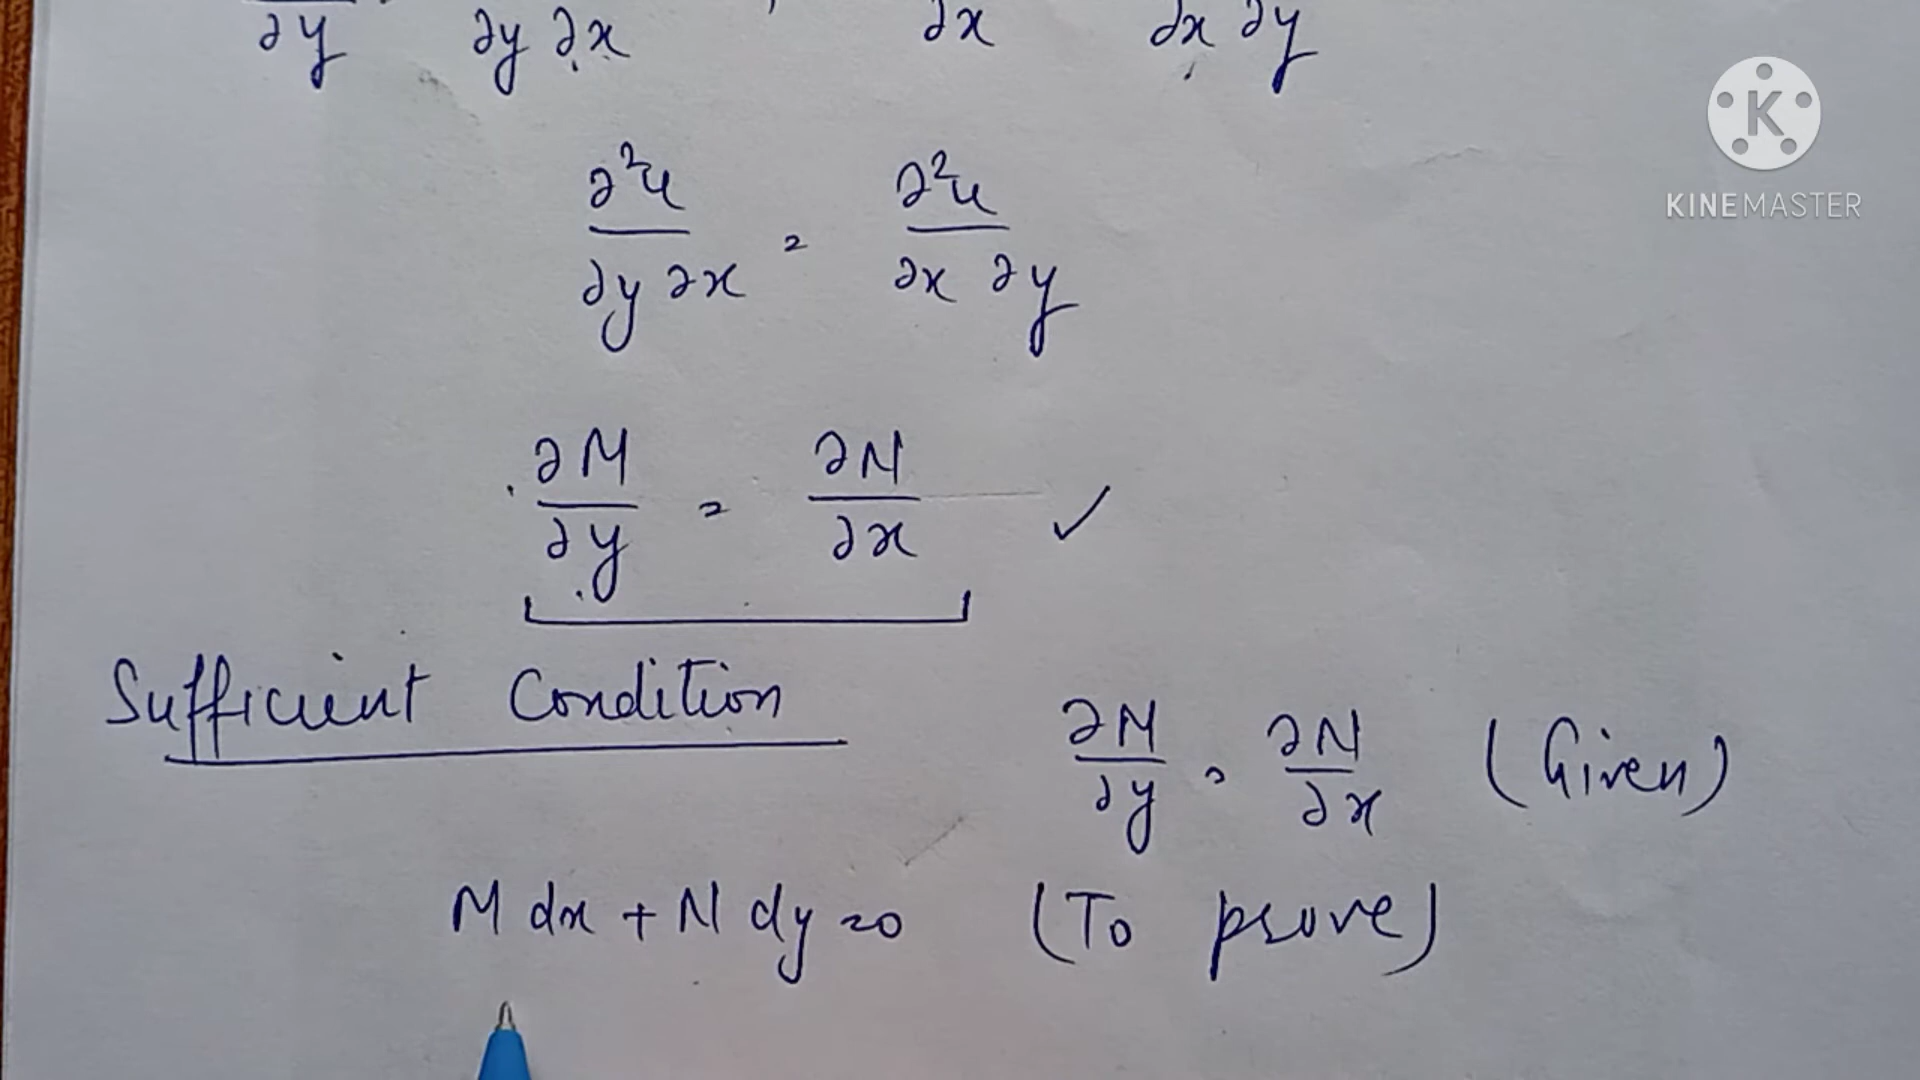 ∂y ∂y ∂x , ∂x ∂x ∂y
∂²u/∂y ∂x = ∂²u/∂x ∂y
∂M/∂y = ∂N/∂x ✓
Sufficient Condition ∂M/∂y = ∂N/∂x (Given)
M dx + N dy = 0 (To prove)
K
KINEMASTER